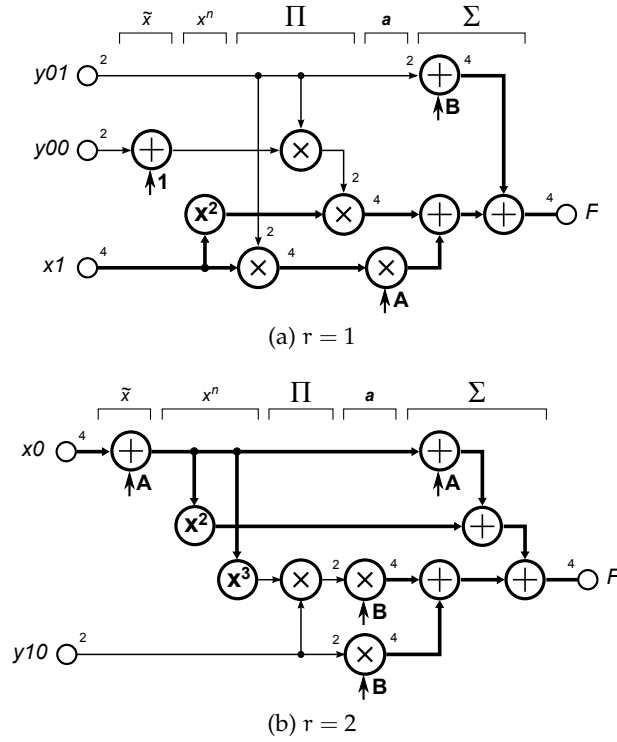 x̃ xⁿ Π a Σ
y01 2 2 + 4
B
y00 2 + ×
1
2
x² × 4 + + 4 F
2
x1 4 × 4 ×
A
(a) r = 1
x̃ xⁿ Π a Σ
x0 4 + +
A A
x² +
x³ × 2 × 4 + + 4 F
B
y10 2 2 × 4
B
(b) r = 2